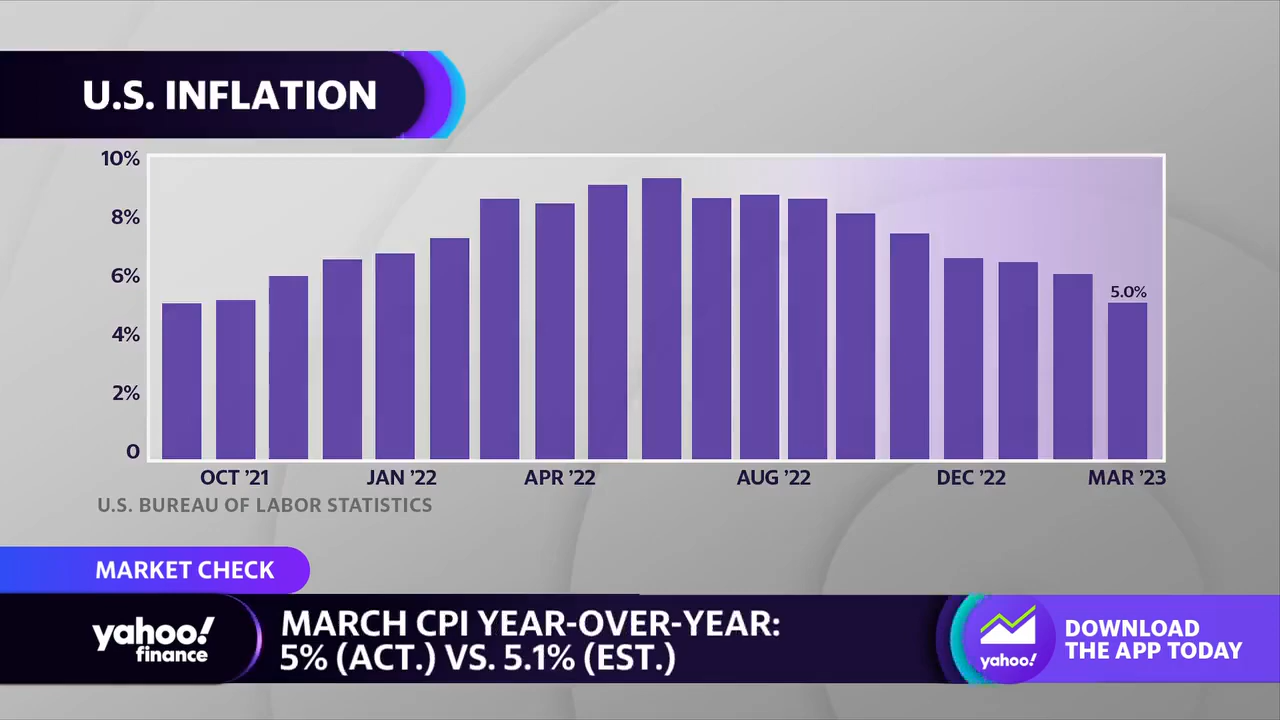 U.S. INFLATION
10%
8%
6%
4%
2%
0
5.0%
OCT ’21 JAN ’22 APR ’22 AUG ’22 DEC ’22 MAR ’23
U.S. BUREAU OF LABOR STATISTICS
MARKET CHECK
yahoo!
finance
MARCH CPI YEAR-OVER-YEAR:
5% (ACT.) VS. 5.1% (EST.)
yahoo!
DOWNLOAD
THE APP TODAY